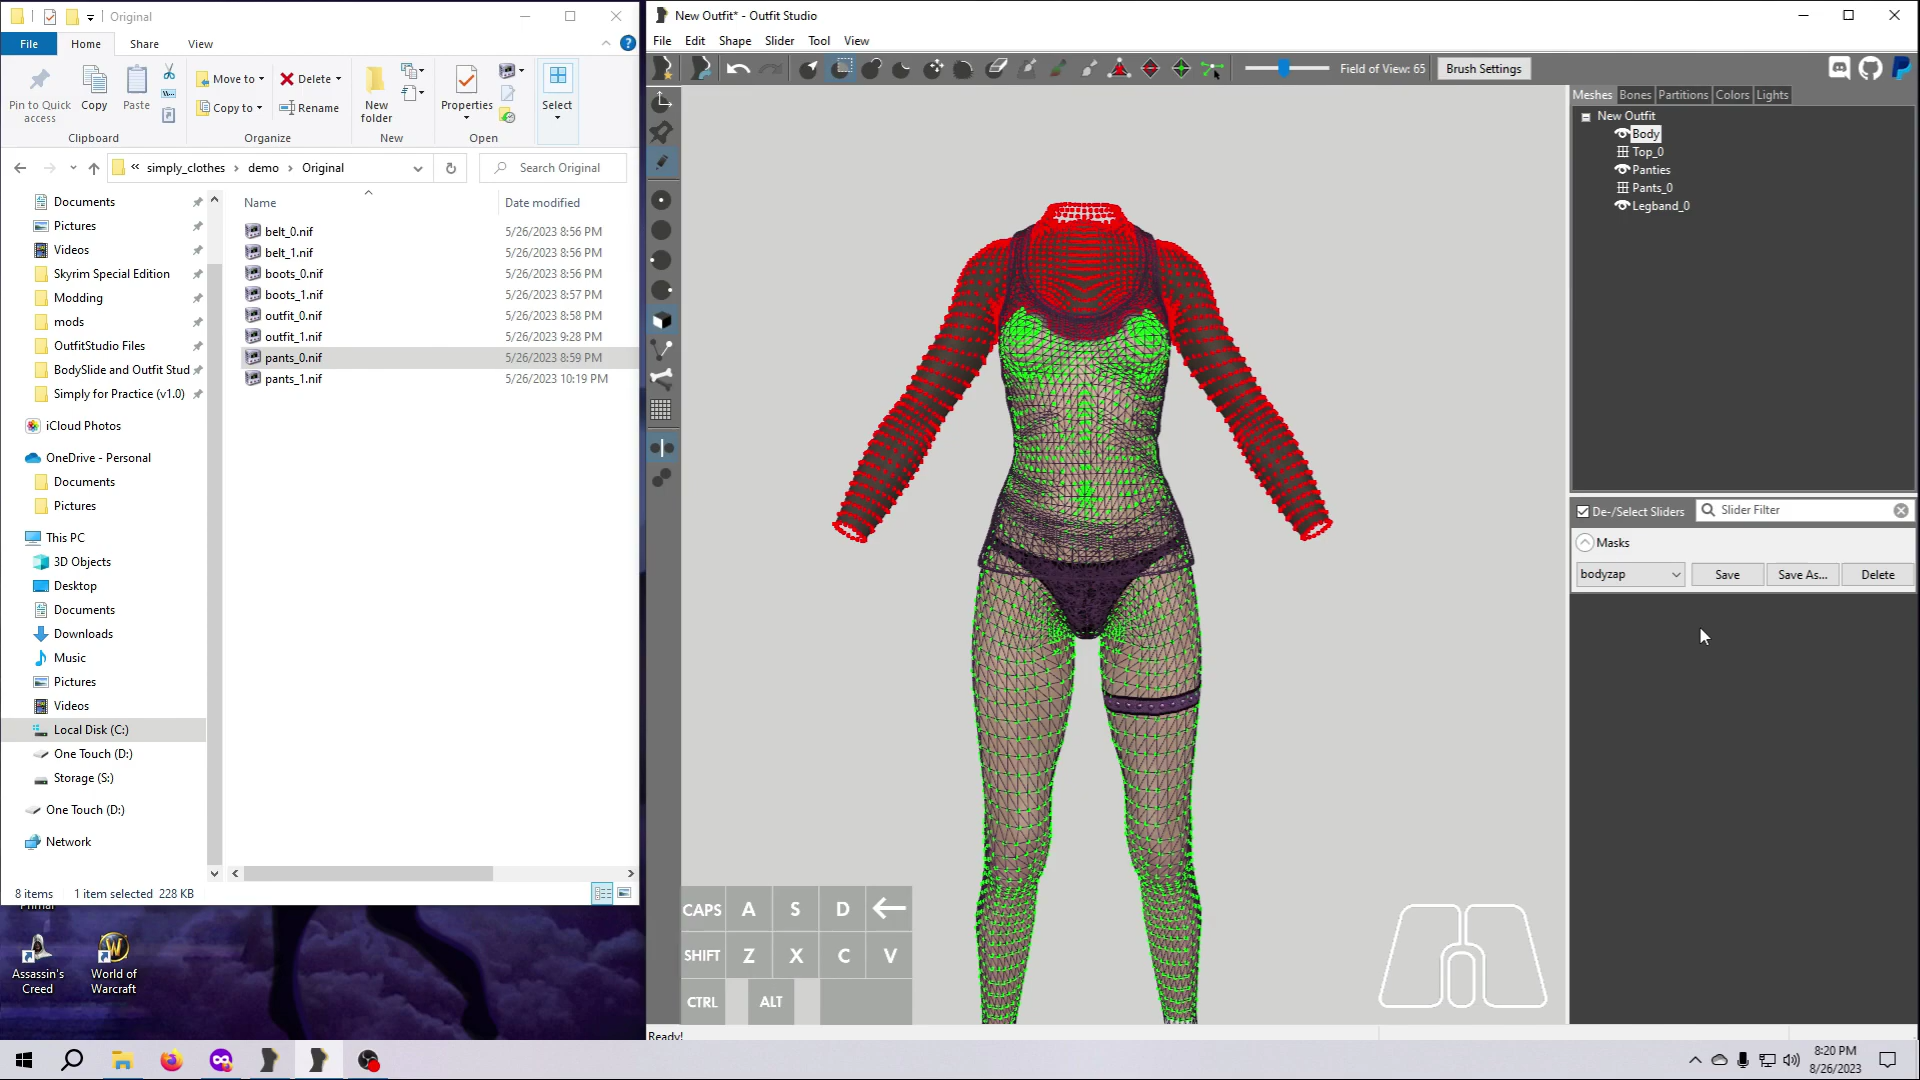 Original
File
Home
Share
View
Pin to Quick access
Copy
Paste
Move to
Copy to
Delete
Rename
New folder
Properties
Select
Clipboard
Organize
New
Open
« simply_clothes › demo › Original
Search Original
Documents
Pictures
Videos
Skyrim Special Edition
Modding
mods
OutfitStudio Files
BodySlide and Outfit Stud
Simply for Practice (v1.0)
iCloud Photos
OneDrive - Personal
Documents
Pictures
This PC
3D Objects
Desktop
Documents
Downloads
Music
Pictures
Videos
Local Disk (C:)
One Touch (D:)
Storage (S:)
One Touch (D:)
Network
Name Date modified
belt_0.nif 5/26/2023 8:56 PM
belt_1.nif 5/26/2023 8:56 PM
boots_0.nif 5/26/2023 8:56 PM
boots_1.nif 5/26/2023 8:57 PM
outfit_0.nif 5/26/2023 8:58 PM
outfit_1.nif 5/26/2023 9:28 PM
pants_0.nif 5/26/2023 8:59 PM
pants_1.nif 5/26/2023 10:19 PM
8 items 1 item selected 228 KB
Assassin's Creed
World of Warcraft
New Outfit* - Outfit Studio
File Edit Shape Slider Tool View
Field of View: 65
Brush Settings
Meshes Bones Partitions Colors Lights
New Outfit
Body
Top_0
Panties
Pants_0
Legband_0
De-/Select Sliders
Slider Filter
Masks
bodyzap
Save
Save As...
Delete
CAPS A S D
SHIFT Z X C V
CTRL ALT
Ready!
8:20 PM
8/26/2023